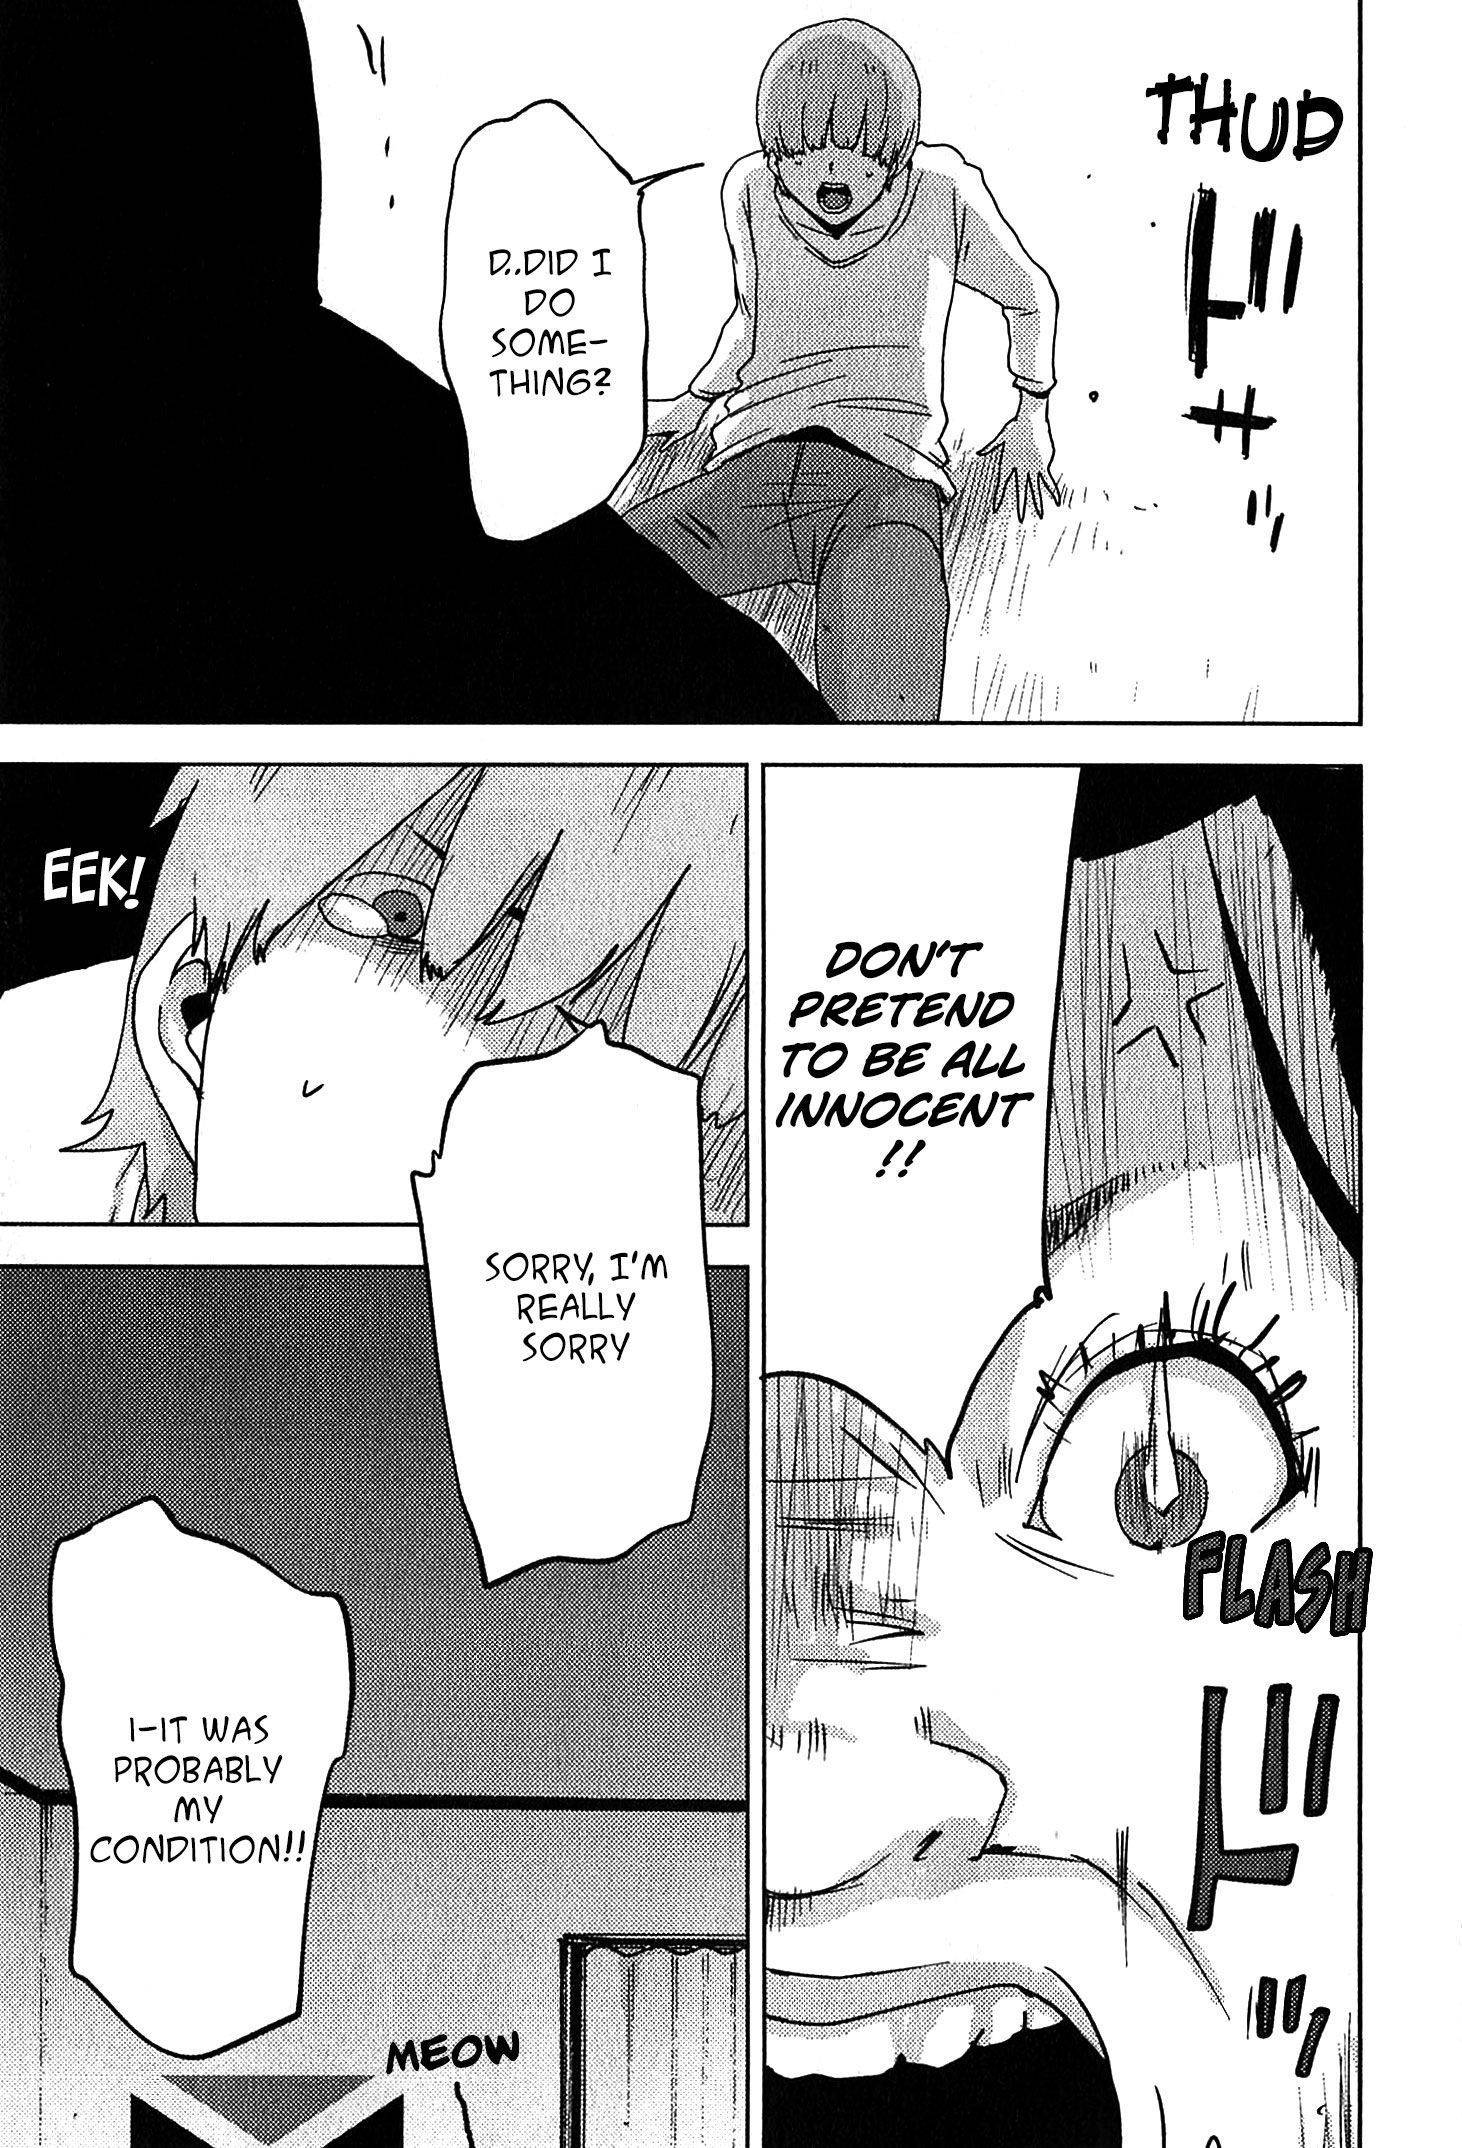 THUD
ドサッ
D..DID I
DO
SOME-
THING?
DON'T
PRETEND
TO BE ALL
INNOCENT
!!
FLASH
ドッ
EEK!
SORRY, I'M
REALLY
SORRY
I-IT WAS
PROBABLY
MY
CONDITION!!
MEOW